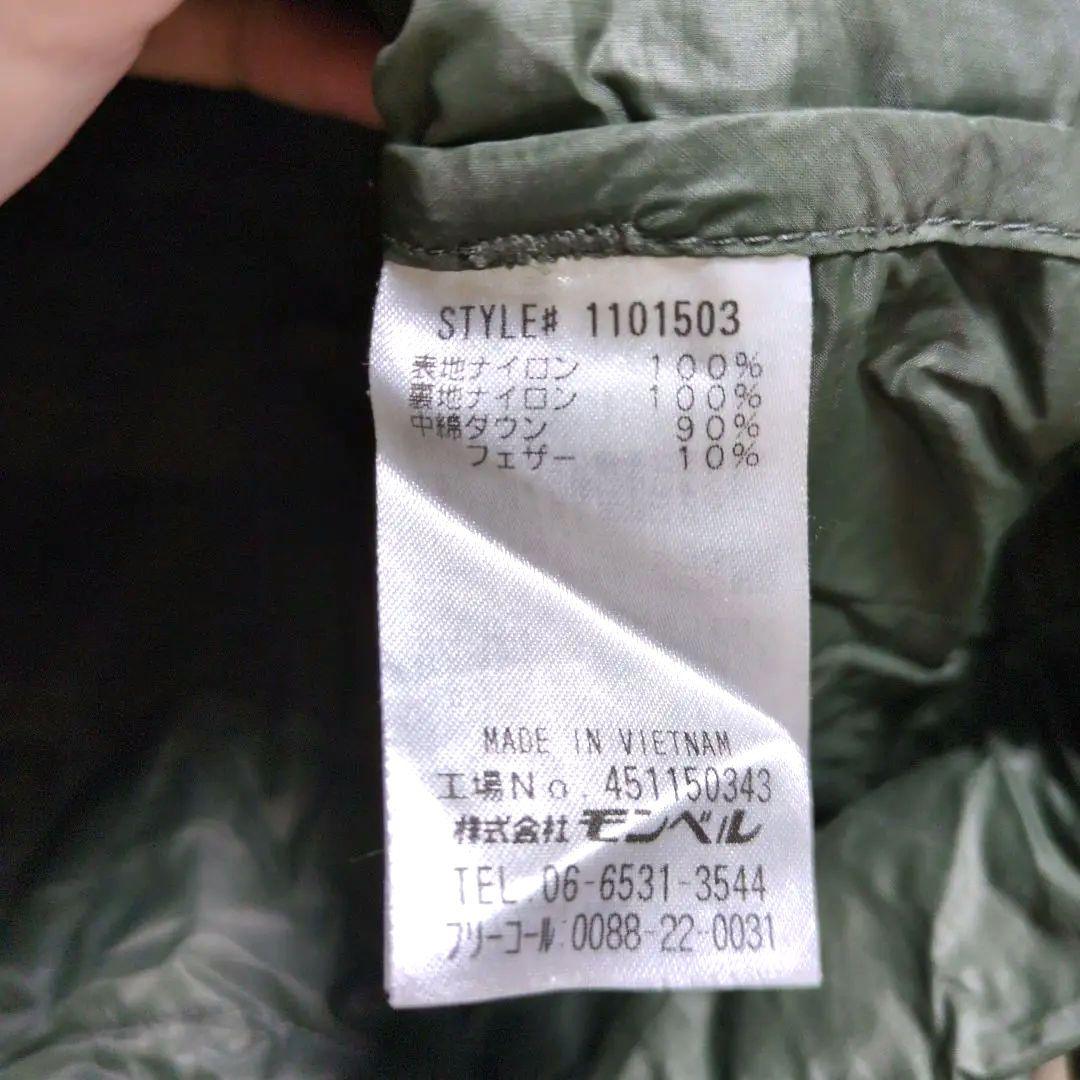 STYLE# 1101503
表地ナイロン 100%
裏地ナイロン 100%
中綿ダウン 90%
フェザー 10%
MADE IN VIETNAM
工場No. 451150343
株式会社 モンベル
TEL.06-6531-3544
フリーコール:0088-22-0031